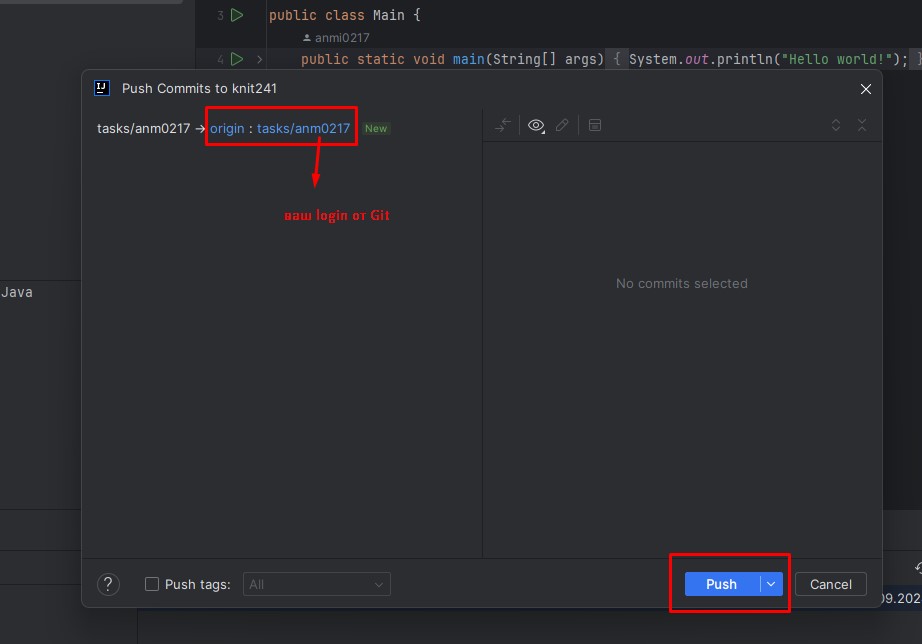 3 public class Main {
anmi0217
4 public static void main(String[] args) { System.out.println("Hello world!"); }
Push Commits to knit241
tasks/anm0217 → origin : tasks/anm0217 New
ваш login от Git
No commits selected
Java
? Push tags: All
Push Cancel
09.202